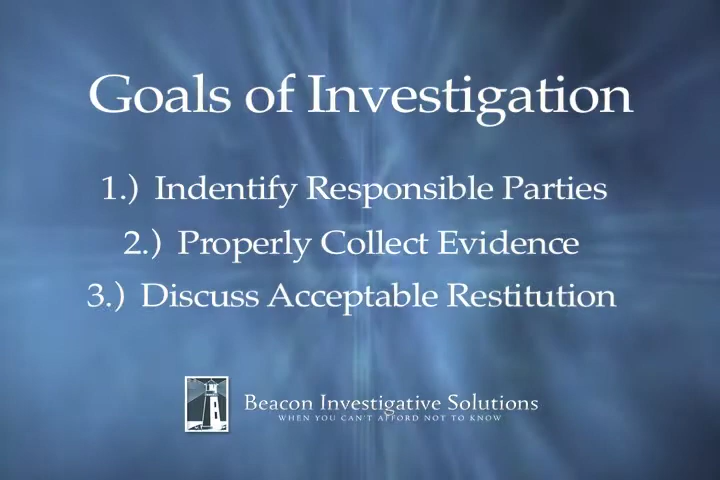 Goals of Investigation
1.) Indentify Responsible Parties
2.) Properly Collect Evidence
3.) Discuss Acceptable Restitution
Beacon Investigative Solutions
WHEN YOU CAN'T AFFORD NOT TO KNOW